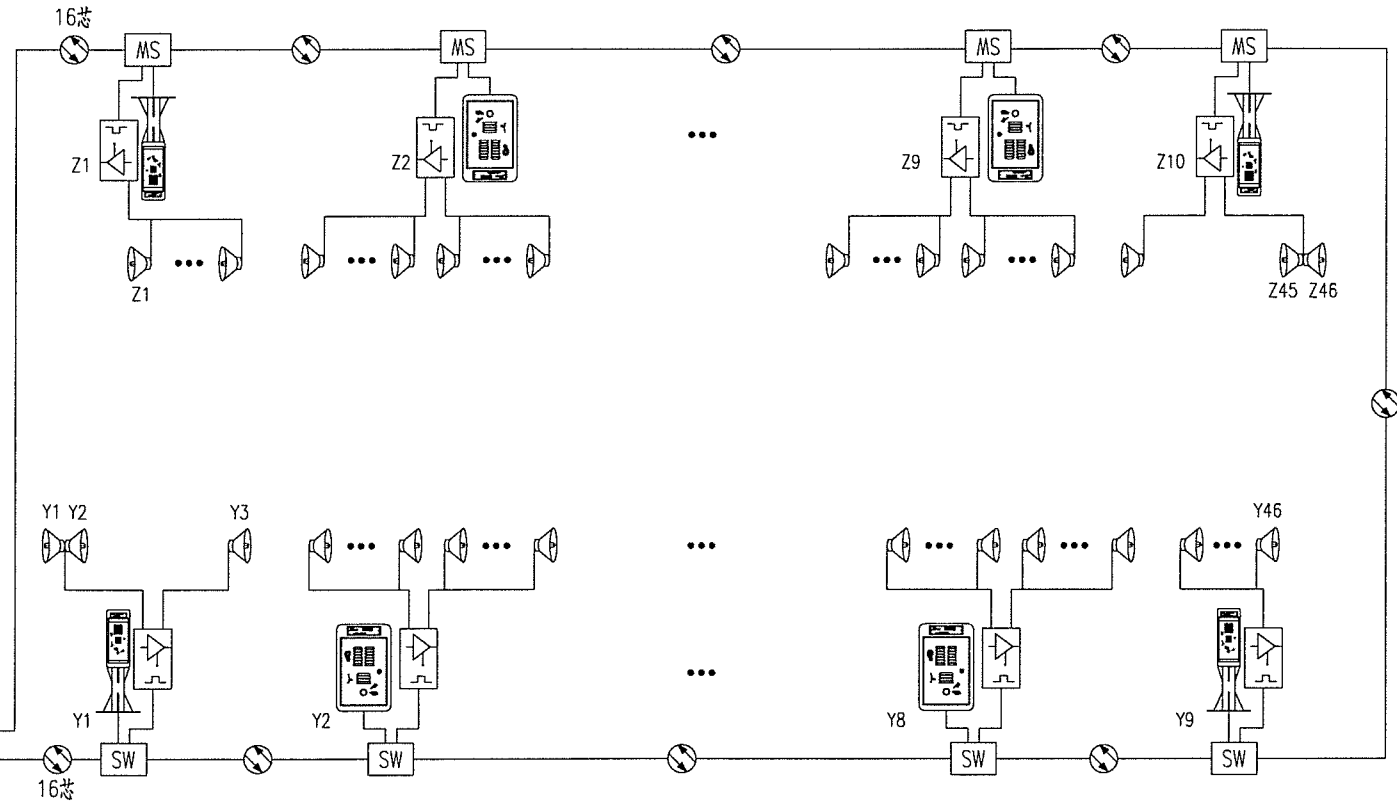 16芯
MS MS MS MS
Z1 Z2 Z9 Z10
Z1
Z45 Z46
Y1 Y2 Y3 Y46
Y1 Y2 Y8 Y9
SW SW SW SW
16芯